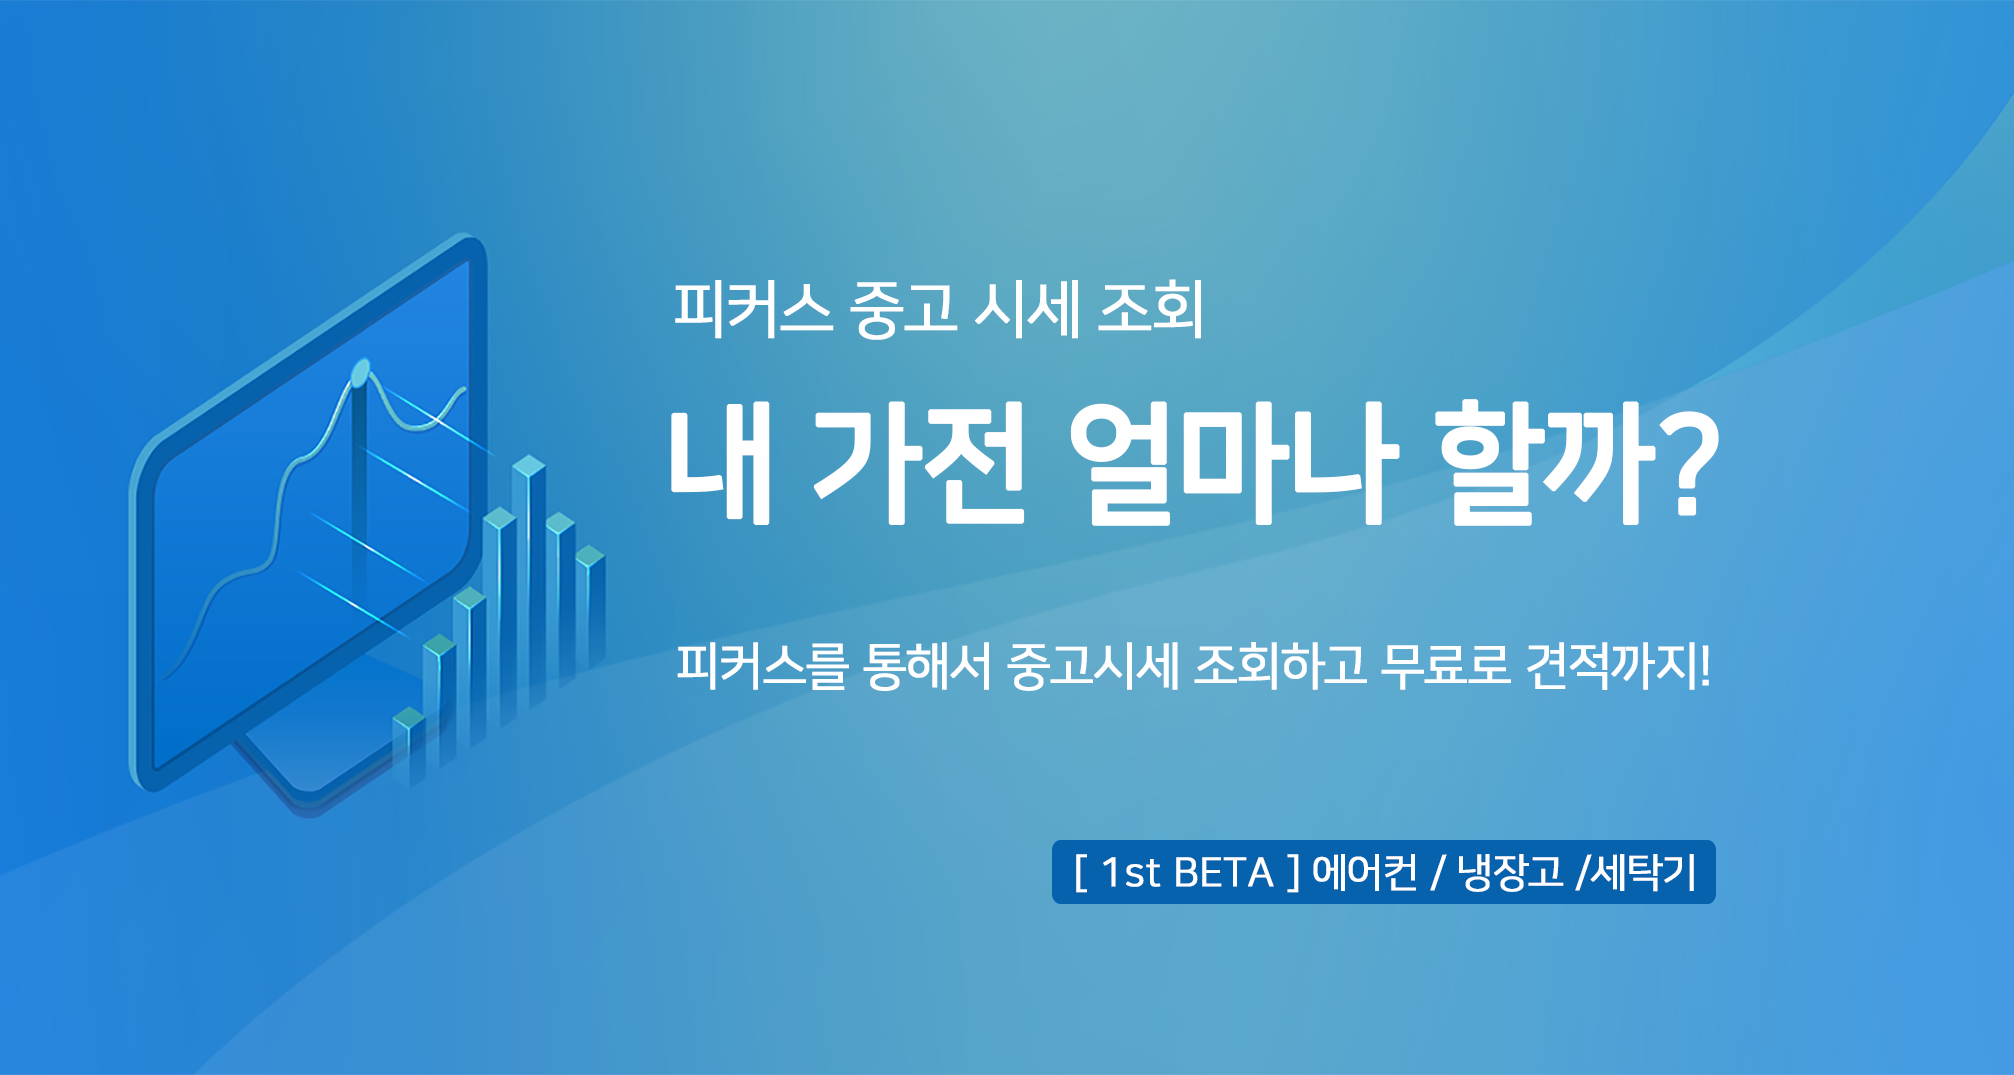 피커스 중고 시세 조회
내 가전 얼마나 할까?
피커스를 통해서 중고시세 조회하고 무료로 견적까지!
[ 1st BETA ] 에어컨 / 냉장고 /세탁기